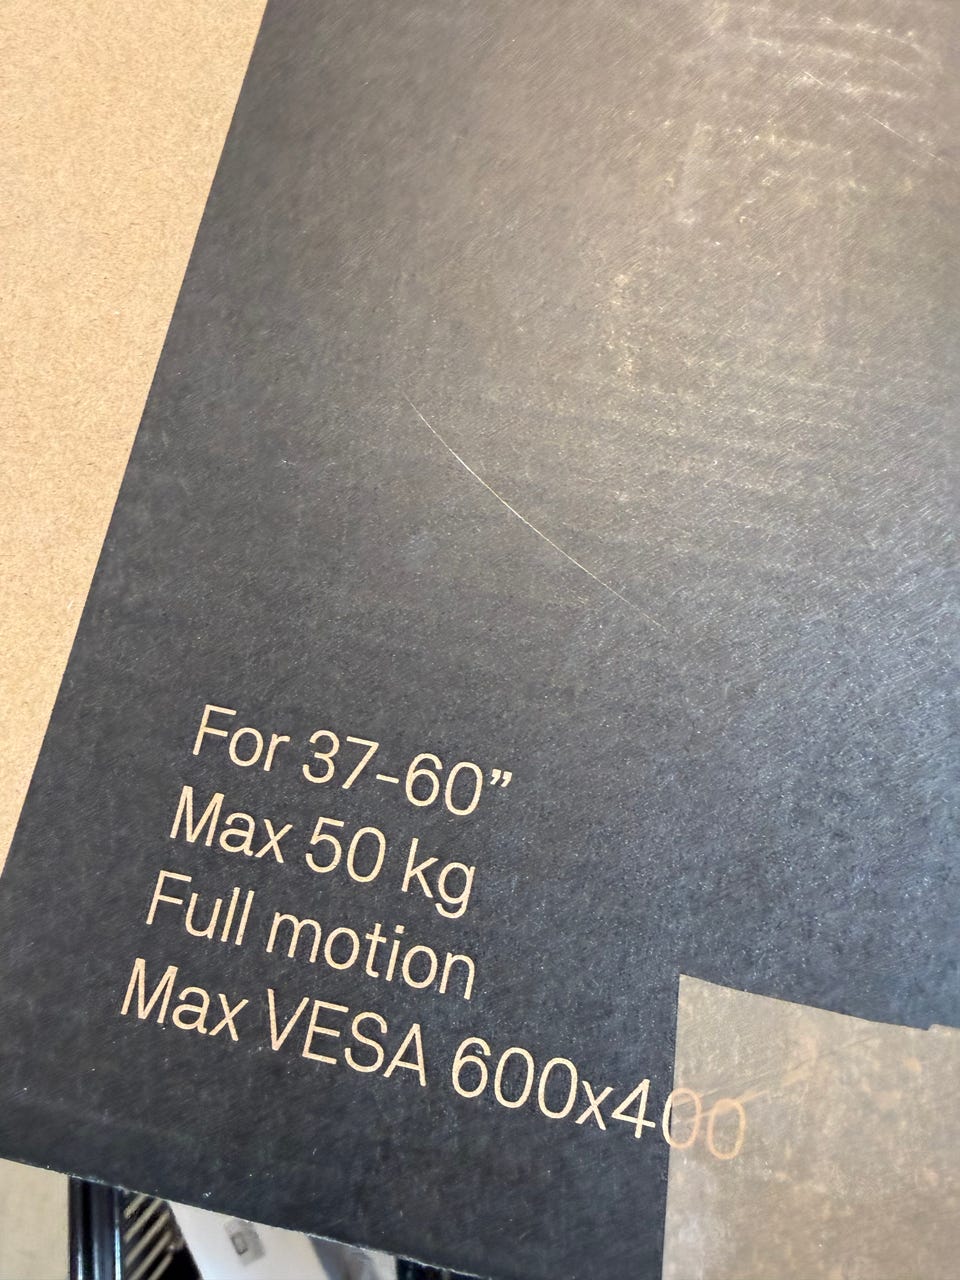 For 37-60”
Max 50 kg
Full motion
Max VESA 600x400